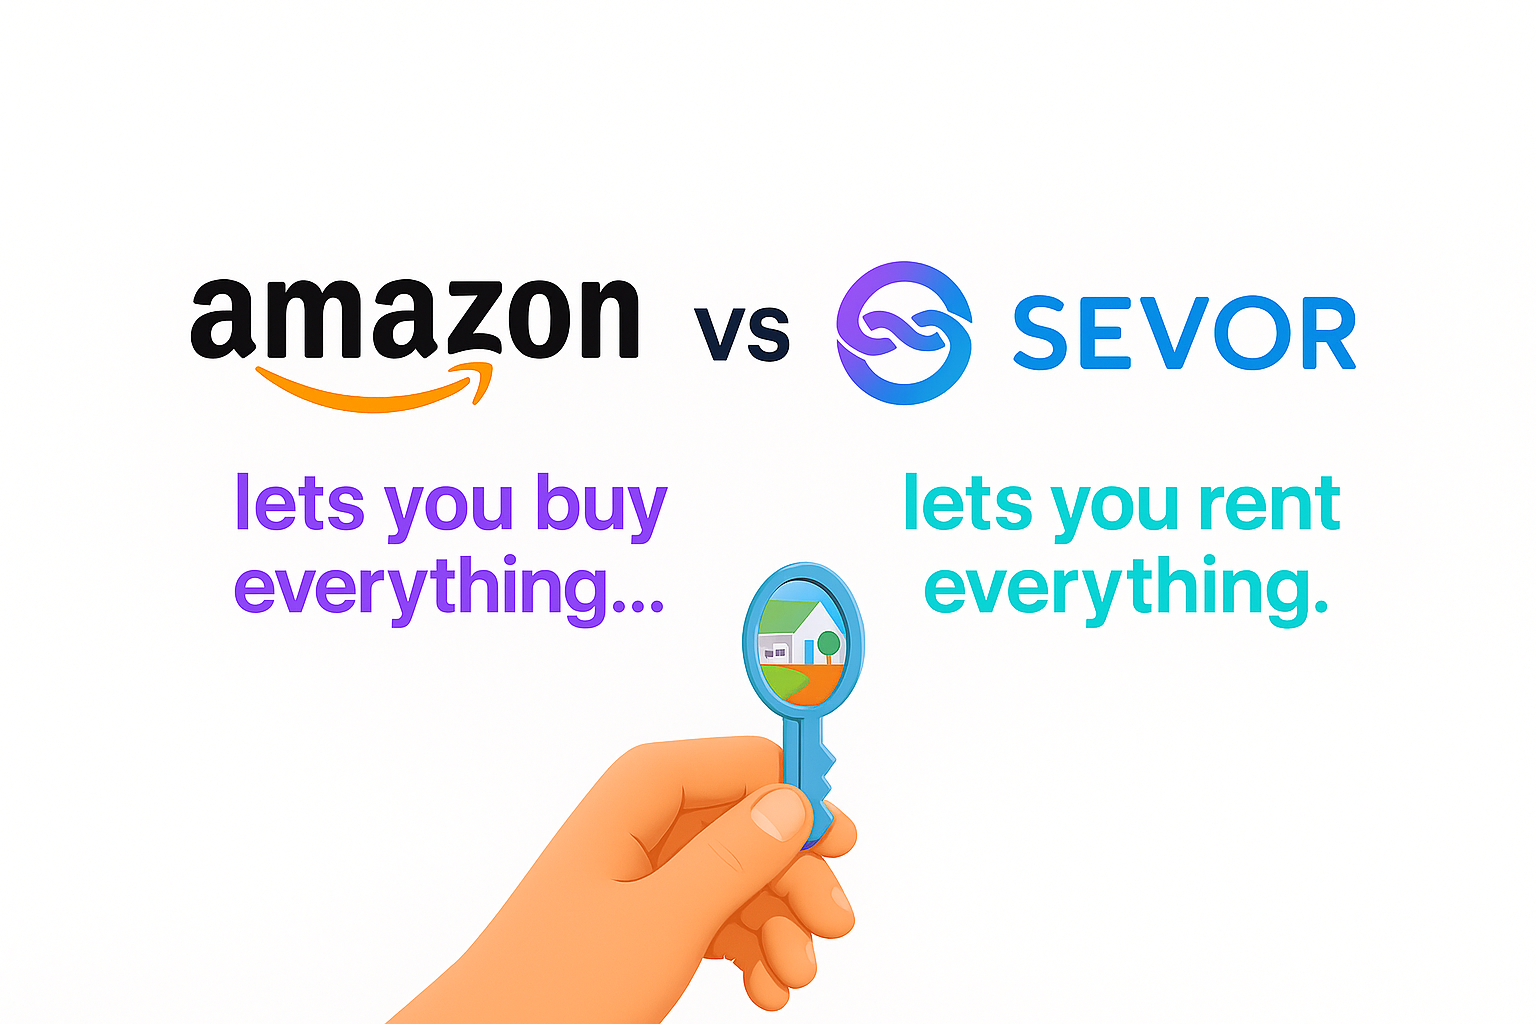 amazon vs SEVOR
lets you buy
everything...
lets you rent
everything.